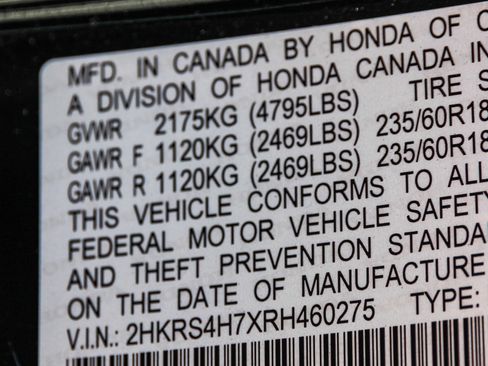 MFD. IN CANADA BY HONDA OF C
A DIVISION OF HONDA CANADA IN
GVWR 2175KG (4795LBS) TIRE S
GAWR F 1120KG (2469LBS) 235/60R18
GAWR R 1120KG (2469LBS) 235/60R18
THIS VEHICLE CONFORMS TO ALL
FEDERAL MOTOR VEHICLE SAFETY
AND THEFT PREVENTION STANDA
ON THE DATE OF MANUFACTURE
V.I.N.: 2HKRS4H7XRH460275 TYPE: